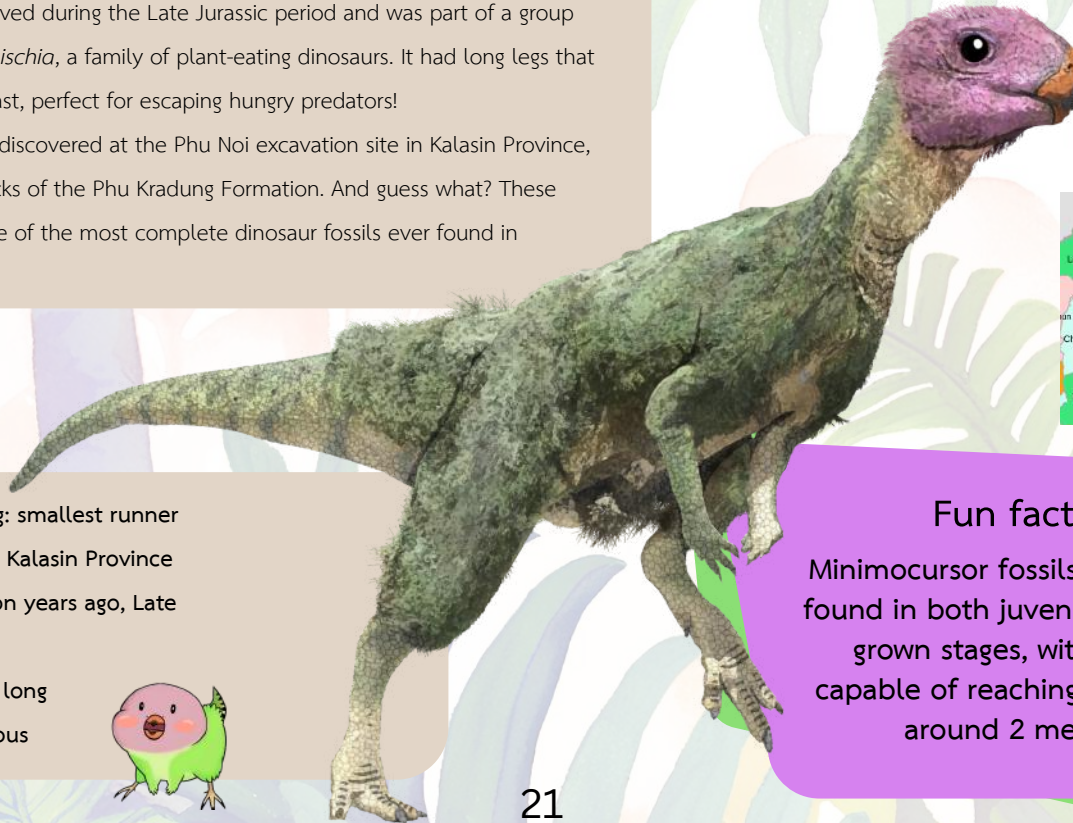 ved during the Late Jurassic period and was part of a group
ischia, a family of plant-eating dinosaurs. It had long legs that
st, perfect for escaping hungry predators!
discovered at the Phu Noi excavation site in Kalasin Province,
ks of the Phu Kradung Formation. And guess what? These
e of the most complete dinosaur fossils ever found in
g: smallest runner
Kalasin Province
on years ago, Late
long
ous
Fun fact
Minimocursor fossils
found in both juven
grown stages, wit
capable of reaching
around 2 me
21